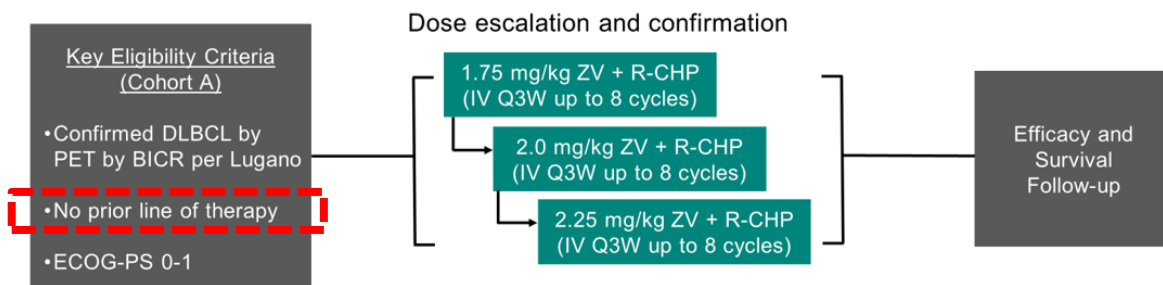 Dose escalation and confirmation
Key Eligibility Criteria
(Cohort A)
•Confirmed DLBCL by
PET by BICR per Lugano
•No prior line of therapy
•ECOG-PS 0-1
1.75 mg/kg ZV + R-CHP
(IV Q3W up to 8 cycles)
2.0 mg/kg ZV + R-CHP
(IV Q3W up to 8 cycles)
2.25 mg/kg ZV + R-CHP
(IV Q3W up to 8 cycles)
Efficacy and
Survival
Follow-up